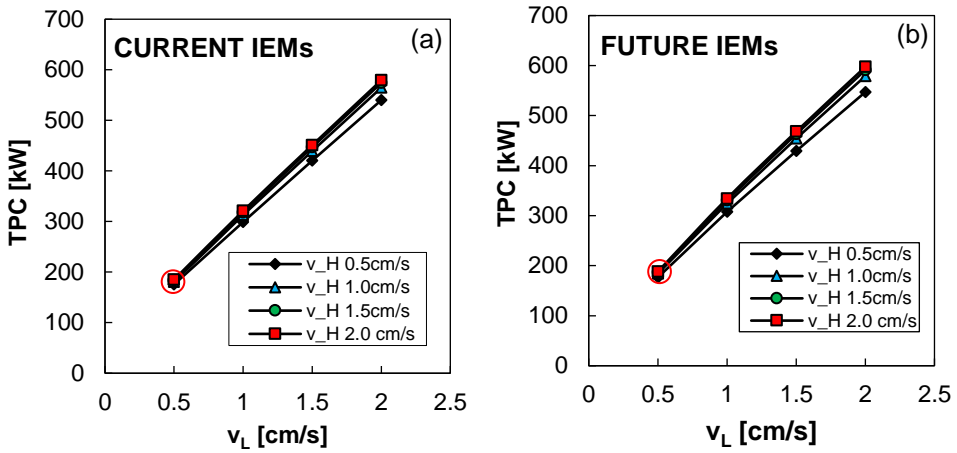 CURRENT IEMs
(a)
TPC [kW]
700
600
500
400
300
200
100
0
0
0.5
1
1.5
2
2.5
v_H 0.5cm/s
v_H 1.0cm/s
v_H 1.5cm/s
v_H 2.0 cm/s
vL [cm/s]
FUTURE IEMs
(b)
TPC [kW]
700
600
500
400
300
200
100
0
0
0.5
1
1.5
2
2.5
v_H 0.5cm/s
v_H 1.0cm/s
v_H 1.5cm/s
v_H 2.0 cm/s
vL [cm/s]